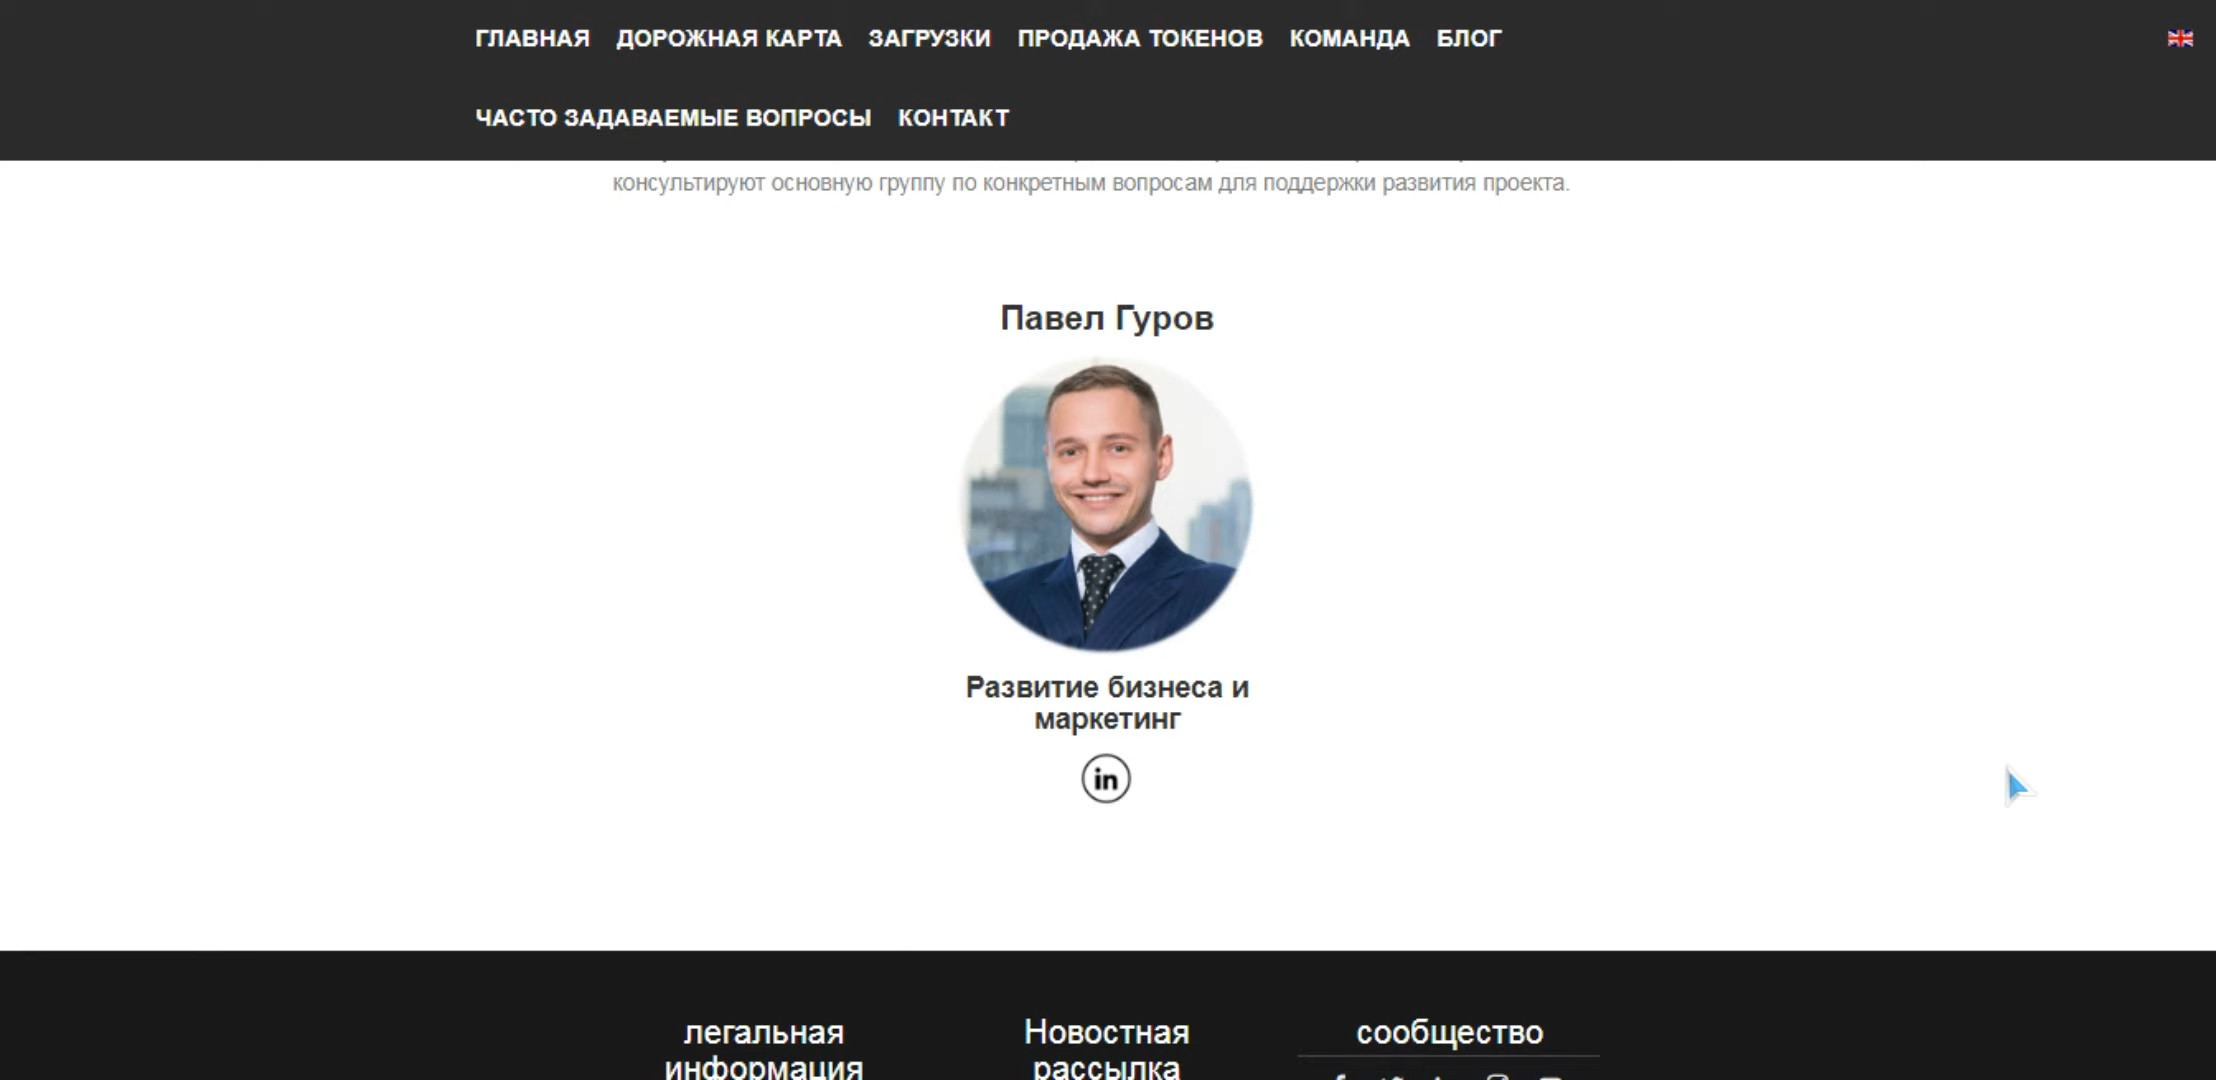 ГЛАВНАЯ ДОРОЖНАЯ КАРТА ЗАГРУЗКИ ПРОДАЖА ТОКЕНОВ КОМАНДА БЛОГ
ЧАСТО ЗАДАВАЕМЫЕ ВОПРОСЫ КОНТАКТ
консультируют основную группу по конкретным вопросам для поддержки развития проекта.
Павел Гуров
Развитие бизнеса и
маркетинг
in
легальная
информация
Новостная
рассылка
сообщество